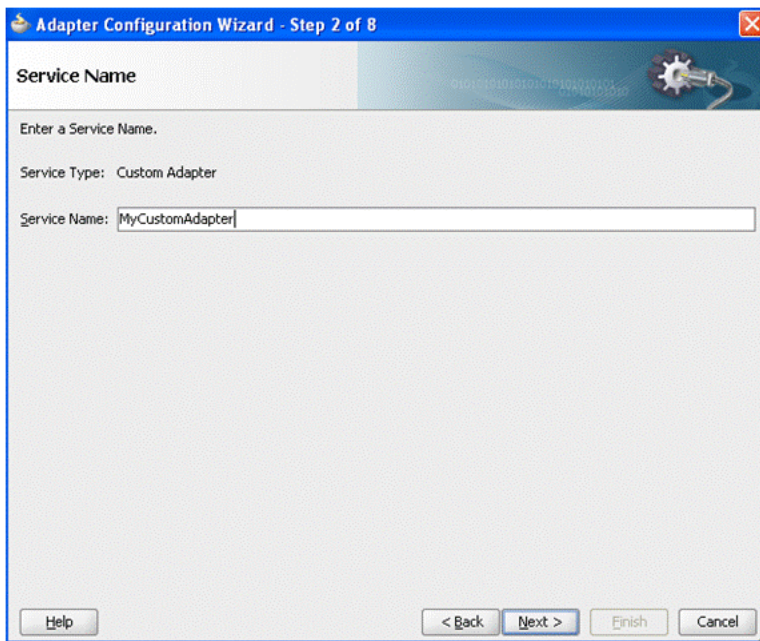 Adapter Configuration Wizard - Step 2 of 8
Service Name
Enter a Service Name.
Service Type: Custom Adapter
Service Name: MyCustomAdapter
Help < Back Next > Finish Cancel